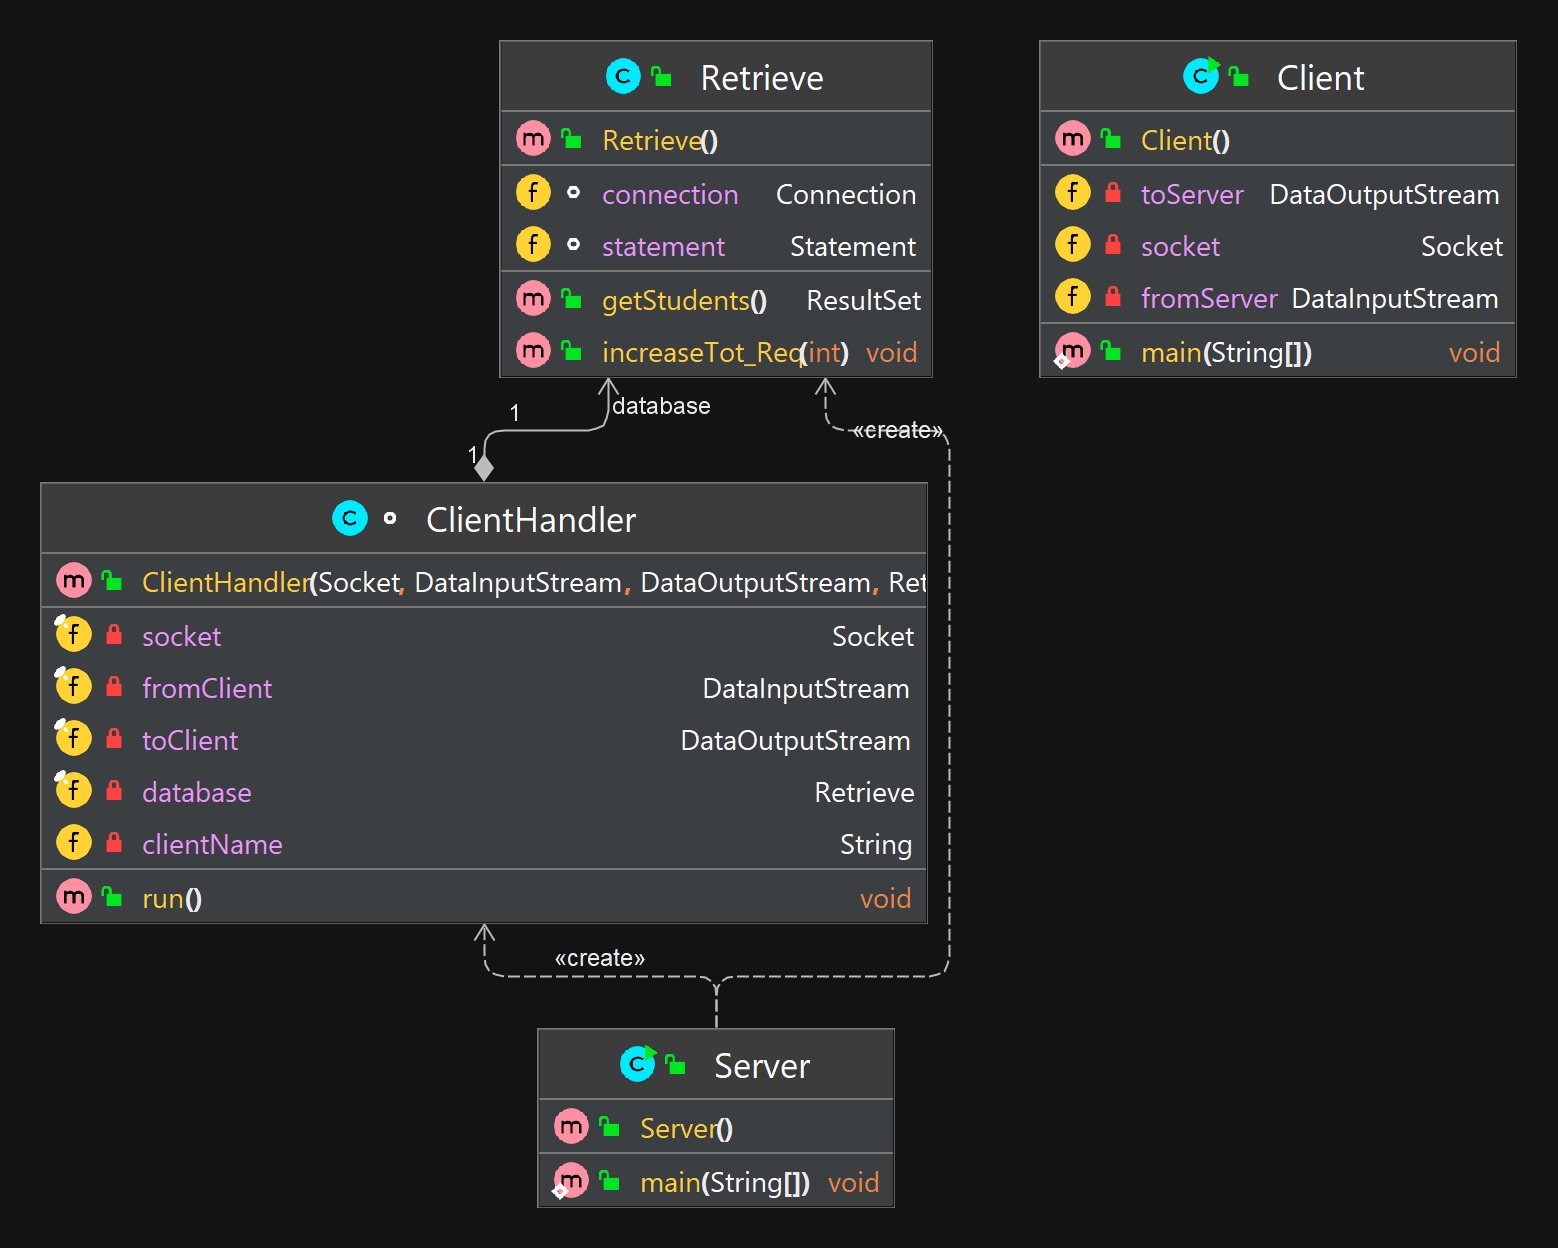 Retrieve
Retrieve()
connection Connection
statement Statement
getStudents() ResultSet
increaseTot_Req(int) void
Client
Client()
toServer DataOutputStream
socket Socket
fromServer DataInputStream
main(String[]) void
1
database
«create»
1
ClientHandler
ClientHandler(Socket, DataInputStream, DataOutputStream, Ret
socket Socket
fromClient DataInputStream
toClient DataOutputStream
database Retrieve
clientName String
run() void
«create»
Server
Server()
main(String[]) void